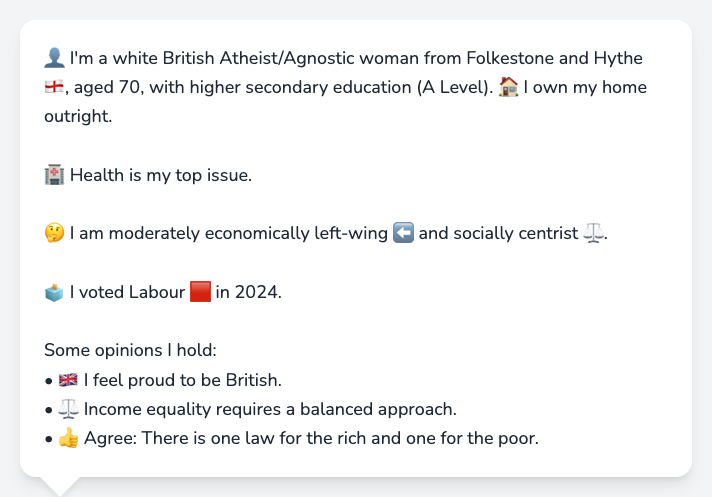 👤 I'm a white British Atheist/Agnostic woman from Folkestone and Hythe
🏴󠁧󠁢󠁥󠁮󠁧󠁿, aged 70, with higher secondary education (A Level). 🏠 I own my home
outright.
🏥 Health is my top issue.
🤔 I am moderately economically left-wing ⬅️ and socially centrist ⚖️.
🗳️ I voted Labour 🟥 in 2024.
Some opinions I hold:
• 🇬🇧 I feel proud to be British.
• ⚖️ Income equality requires a balanced approach.
• 👍 Agree: There is one law for the rich and one for the poor.